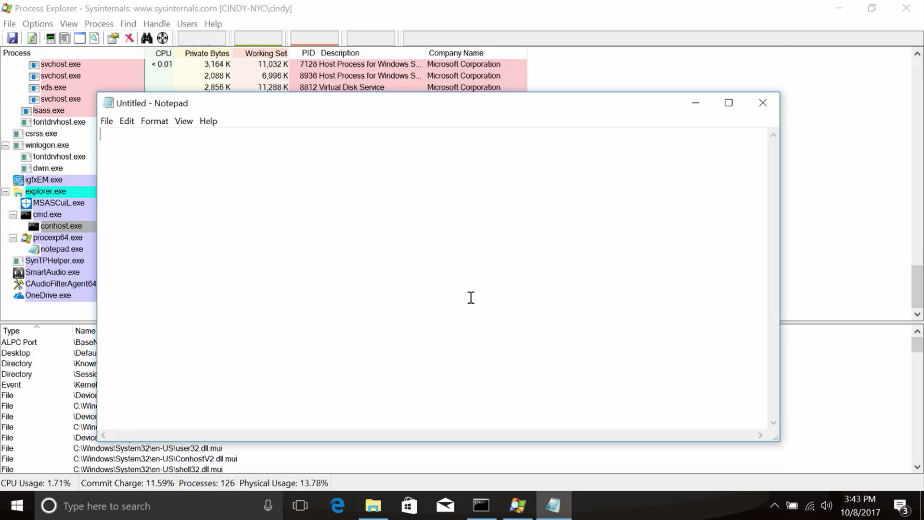 Process Explorer - Sysinternals: www.sysinternals.com [CINDY-NYC\cindy]
File Options View Process Find Handle Users Help
Process CPU Private Bytes Working Set PID Description Company Name
svchost.exe < 0.01 3,164 K 11,032 K 7128 Host Process for Windows S... Microsoft Corporation
svchost.exe 2,088 K 6,996 K 8936 Host Process for Windows S... Microsoft Corporation
vds.exe 2,856 K 11,288 K 8812 Virtual Disk Service Microsoft Corporation
svchost.exe
lsass.exe
fontdrvhost.exe
csrss.exe
winlogon.exe
fontdrvhost.exe
dwm.exe
igfxEM.exe
explorer.exe
MSASCuiL.exe
cmd.exe
conhost.exe
procexp64.exe
notepad.exe
SynTPHelper.exe
SmartAudio.exe
CAudioFilterAgent64
OneDrive.exe
Untitled - Notepad
File Edit Format View Help
Type Name
ALPC Port \BaseN
Desktop \Defau
Directory \Known
Directory \Sessi
Event \Kernel
File \Device
File C:\Wind
File \Device
File C:\Win
File \Device
File C:\Windows\System32\en-US\user32.dll.mui
File C:\Windows\System32\en-US\ConhostV2.dll.mui
File C:\Windows\System32\en-US\shell32.dll.mui
CPU Usage: 1.71% Commit Charge: 11.59% Processes: 126 Physical Usage: 13.78%
Type here to search
3:43 PM
10/8/2017
3